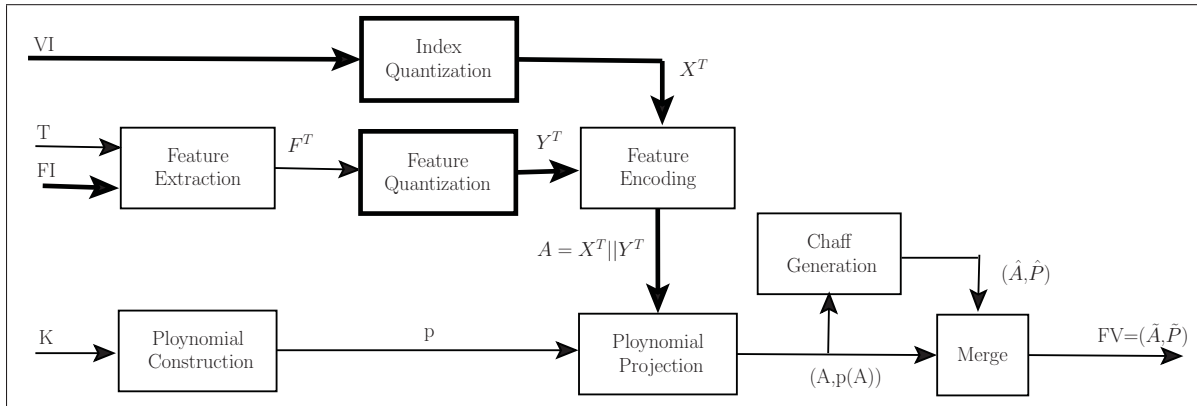 VI
Index
Quantization
X^T
T
FI
Feature
Extraction
F^T
Feature
Quantization
Y^T
Feature
Encoding
A = X^T||Y^T
Chaff
Generation
(Â,P̂)
K
Ploynomial
Construction
p
Ploynomial
Projection
(A,p(A))
Merge
FV=(Ã,P̃)